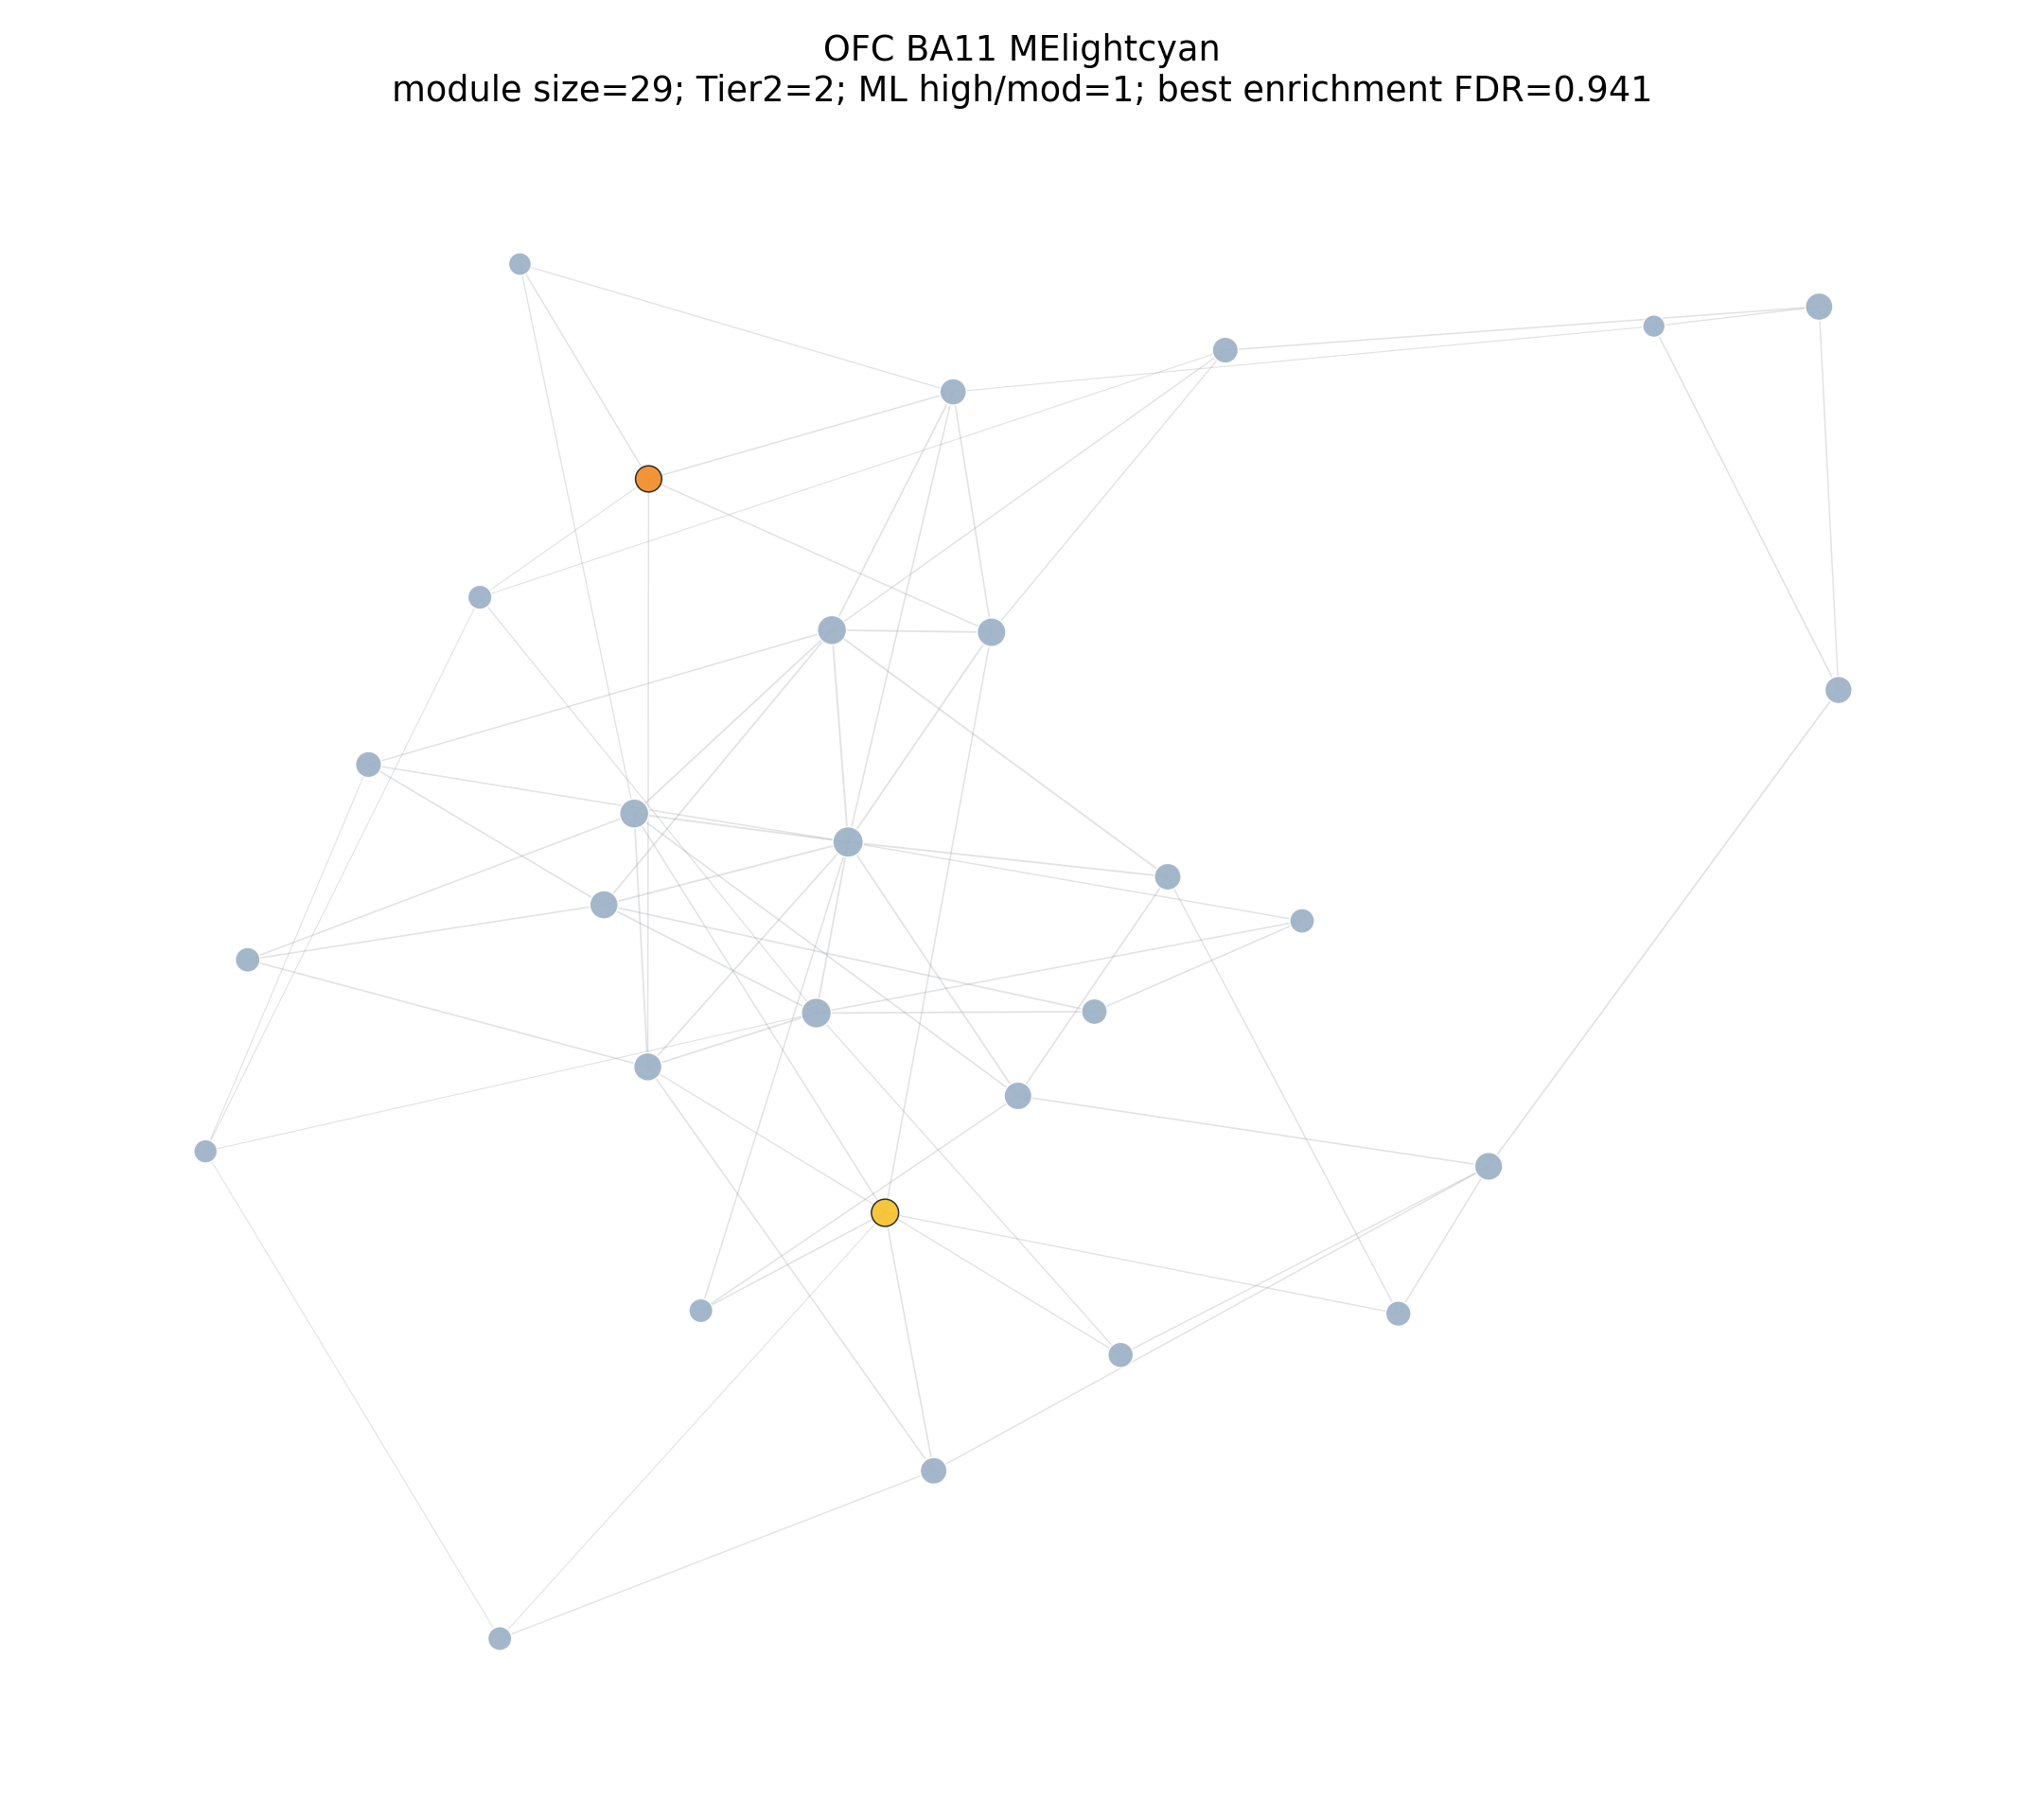 OFC BA11 MElightcyan
module size=29; Tier2=2; ML high/mod=1; best enrichment FDR=0.941